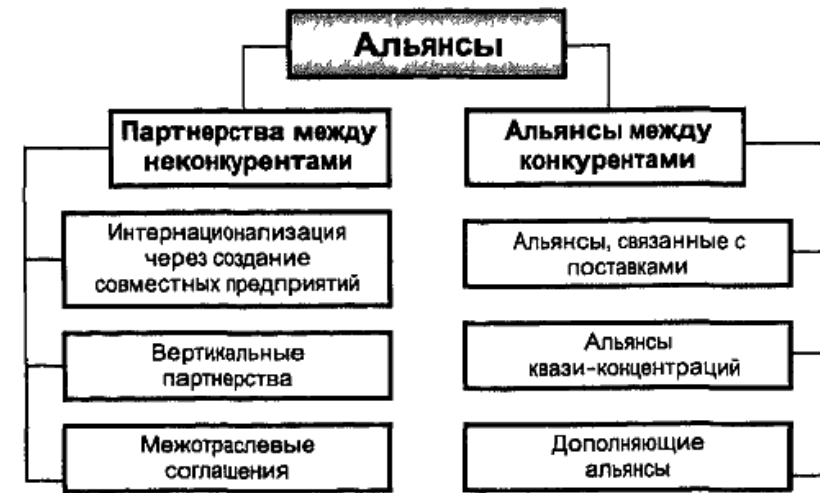 Альянсы
Партнерства между
неконкурентами
Интернационализация
через создание
совместных предприятий
Вертикальные
партнерства
Межотраслевые
соглашения
Альянсы между
конкурентами
Альянсы, связанные с
поставками
Альянсы
квази-концентраций
Дополняющие
альянсы